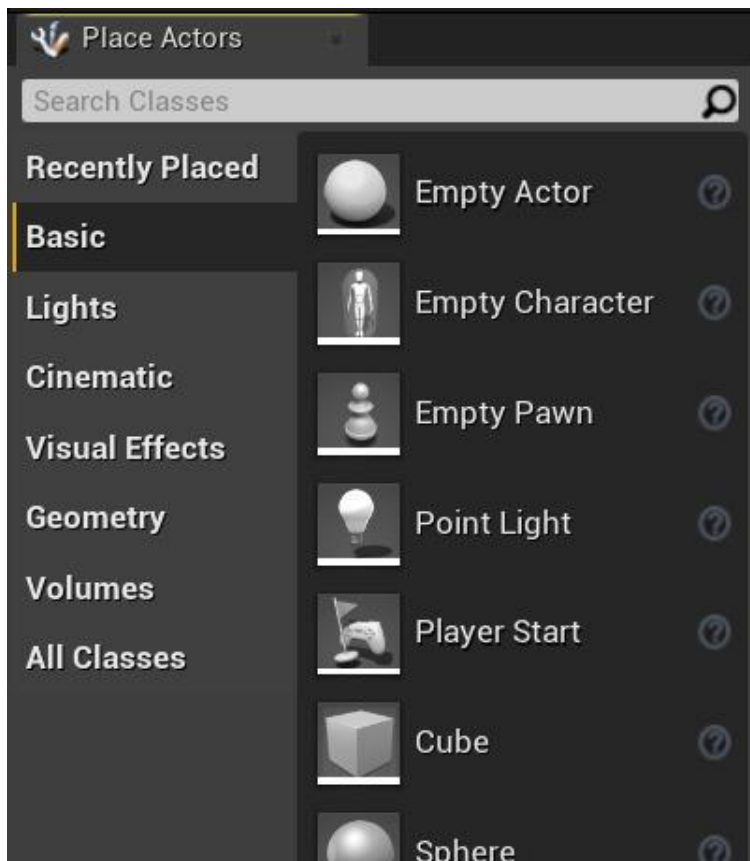 Place Actors
Search Classes
Recently Placed
Basic
Lights
Cinematic
Visual Effects
Geometry
Volumes
All Classes
Empty Actor
Empty Character
Empty Pawn
Point Light
Player Start
Cube
Sphere